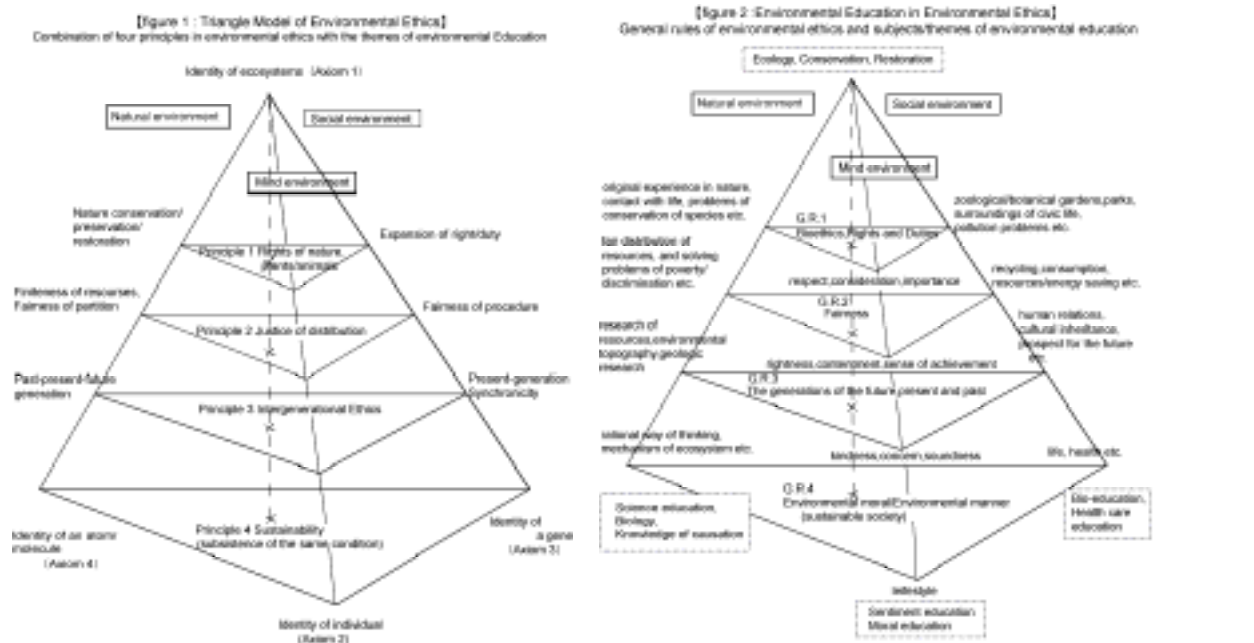 【figure 1 : Triangle Model of Environmental Ethics】
Combination of four principles in environmental ethics with the themes of environmental Education
Identity of ecosystems (Axiom 1)
Natural environment
Social environment
Mind environment
Nature conservation/
preservation/
restoration
Expansion of right/duty
Principle 1 Rights of nature,
plants/animals
Finiteness of resourses,
Fairness of partition
Fairness of procedure
Principle 2 Justice of distribution
Past-present-future
generation
Present-generation
Synchronicity
Principle 3 Intergenerational Ethics
Principle 4 Sustainability
(subsistence of the same condition)
Identity of an atom/
molecule
(Axiom 4)
Identity of
a gene
(Axiom 3)
Identity of individual
(Axiom 2)
【figure 2 :Environmental Education in Environmental Ethics】
General rules of environmental ethics and subjects/themes of environmental education
Ecology, Conservation, Restoration
Natural environment
Social environment
Mind environment
original experience in nature,
contact with life, problems of
conservation of species etc.
zoological/botanical gardens,parks,
surroundings of civic life,
pollution problems etc.
G.R.1
Bioethics,Rights and Duties
fair distribution of
resources, and solving
problems of poverty/
discrimination etc.
respect,consideration,importance
recycling,consumption,
resources/energy saving etc.
G.R.2
Fairness
research of
resources,environmental
topography,geologic
research
human relations,
cultural inheritance,
prospect for the future
etc.
rightness,contentment,sense of achievement
G.R.3
The generations of the future present and past
rational way of thinking,
mechanism of ecosystem etc.
kindness,concern,soundness
life, health etc.
G.R.4
Environmental moral/Environmental manner
(sustainable society)
Science education,
Biology,
Knowledge of causation
Bio-education,
Health care
education
lifestyle
Sentiment education
Moral education